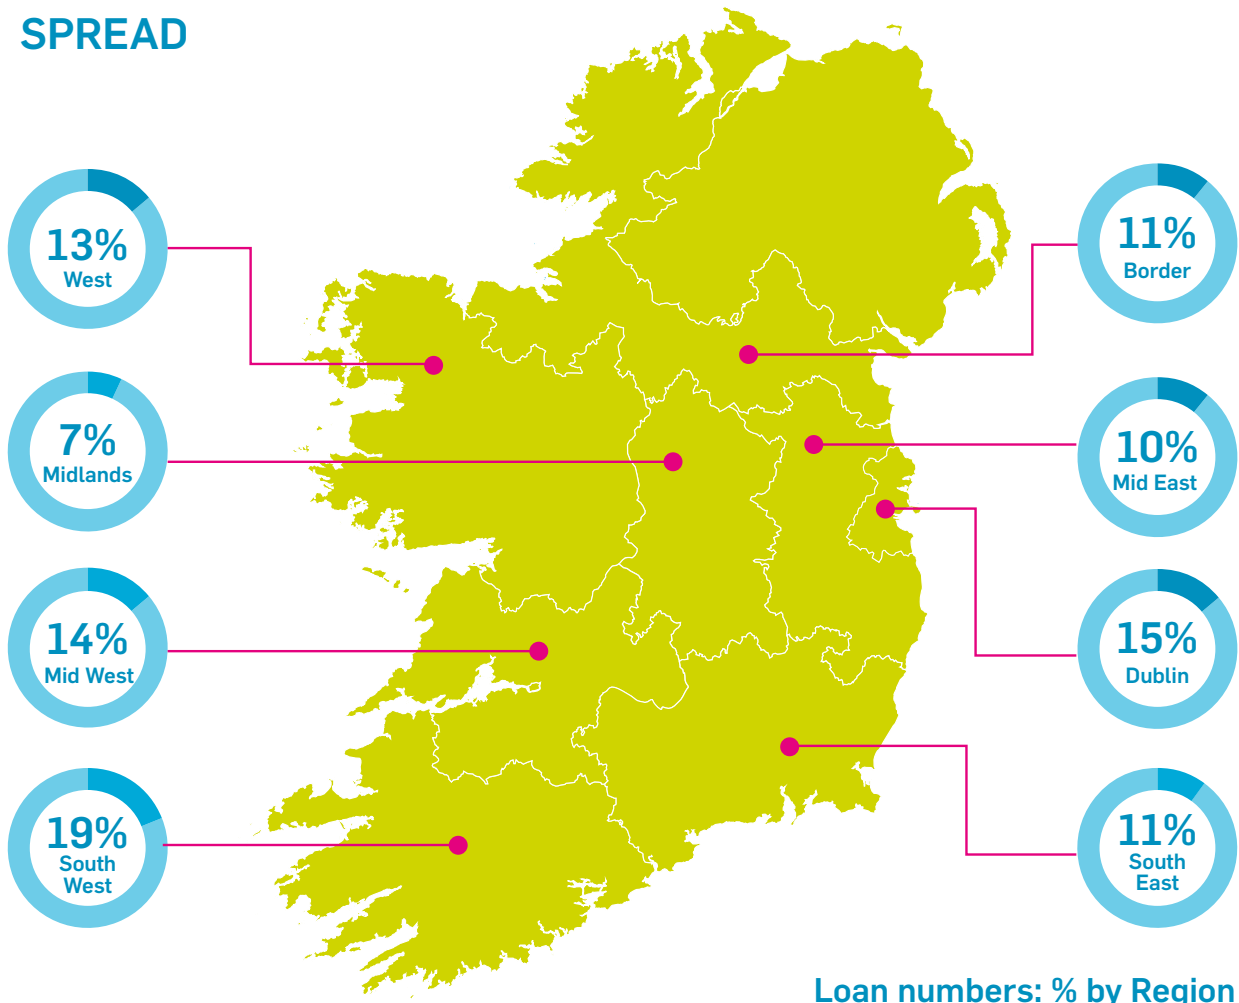 SPREAD
13%
West
7%
Midlands
14%
Mid West
19%
South
West
11%
Border
10%
Mid East
15%
Dublin
11%
South
East
Loan numbers: % by Region